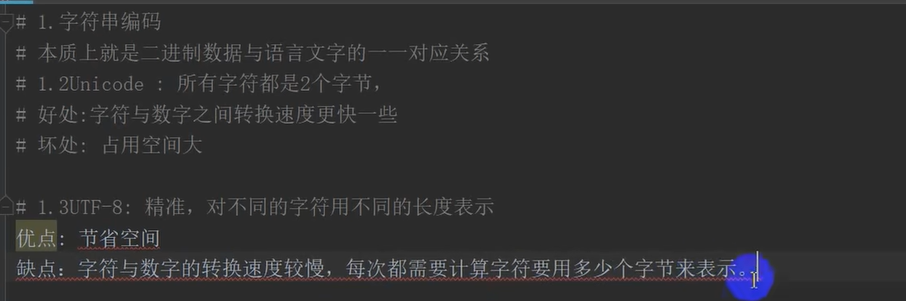 # 1.字符串编码
# 本质上就是二进制数据与语言文字的一一对应关系
# 1.2Unicode : 所有字符都是2个字节,
# 好处:字符与数字之间转换速度更快一些
# 坏处: 占用空间大
# 1.3UTF-8: 精准, 对不同的字符用不同的长度表示
优点: 节省空间
缺点: 字符与数字的转换速度较慢, 每次都需要计算字符要用多少个字节来表示。